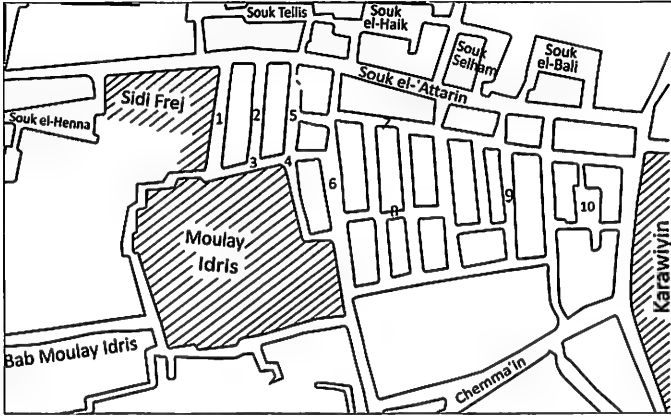 Souk Tellis
Souk
el-Haik
Souk
Selham
Souk
el-Bali
Souk el-'Attarin
Sidi Frej
Souk el-Henna
1
2
5
3
4
6
7
8
9
10
Moulay
Idris
Karawiyin
Bab Moulay Idris
Chemma'in